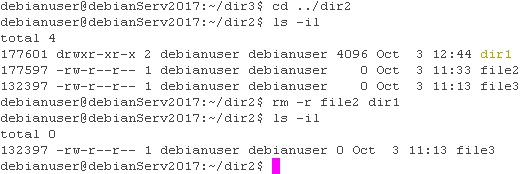 debianuser@debianServ2017:~/dir3$ cd ../dir2
debianuser@debianServ2017:~/dir2$ ls -il
total 4
177601 drwxr-xr-x 2 debianuser debianuser 4096 Oct  3 12:44 dir1
177597 -rw-r--r-- 1 debianuser debianuser    0 Oct  3 11:33 file2
132397 -rw-r--r-- 1 debianuser debianuser    0 Oct  3 11:13 file3
debianuser@debianServ2017:~/dir2$ rm -r file2 dir1
debianuser@debianServ2017:~/dir2$ ls -il
total 0
132397 -rw-r--r-- 1 debianuser debianuser 0 Oct  3 11:13 file3
debianuser@debianServ2017:~/dir2$